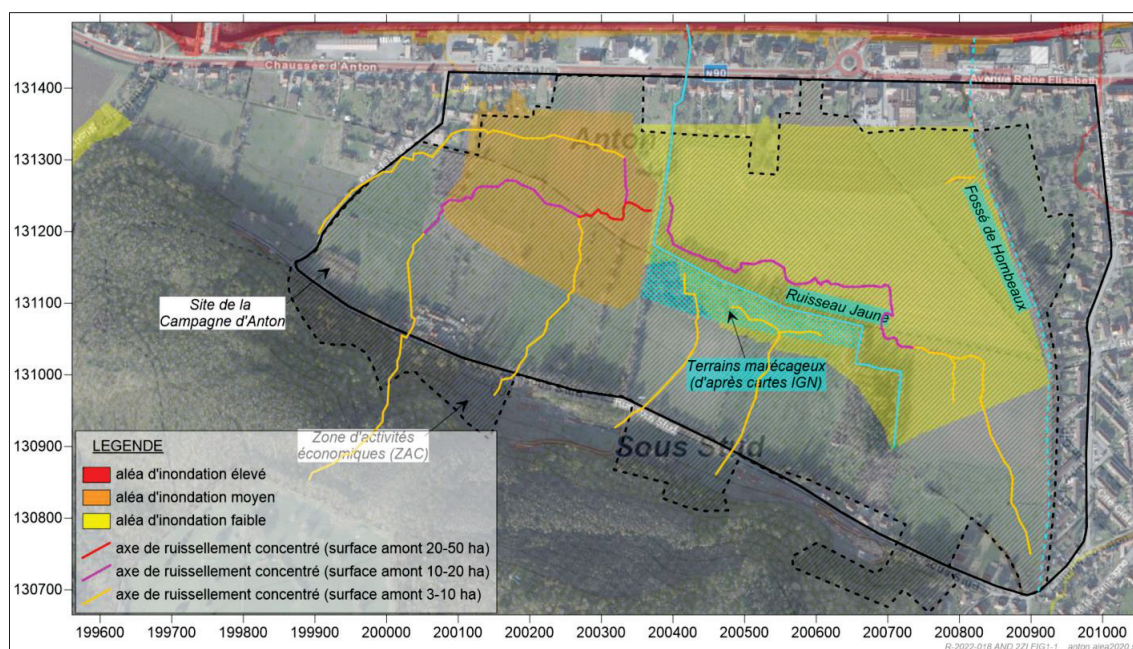 Chaussée d'Anton
N90
Avenue Reine Elisabeth
131400
131300
131200
131100
131000
130900
130800
130700
Anton
Fossé de Hombeaux
Ruisseau Jaune
Site de la
Campagne d'Anton
Terrains marécageux
(d'après cartes IGN)
Sous Stud
Zone d'activités
économiques (ZAC)
LEGENDE
aléa d'inondation élevé
aléa d'inondation moyen
aléa d'inondation faible
axe de ruissellement concentré (surface amont 20-50 ha)
axe de ruissellement concentré (surface amont 10-20 ha)
axe de ruissellement concentré (surface amont 3-10 ha)
199600 199700 199800 199900 200000 200100 200200 200300 200400 200500 200600 200700 200800 200900 201000